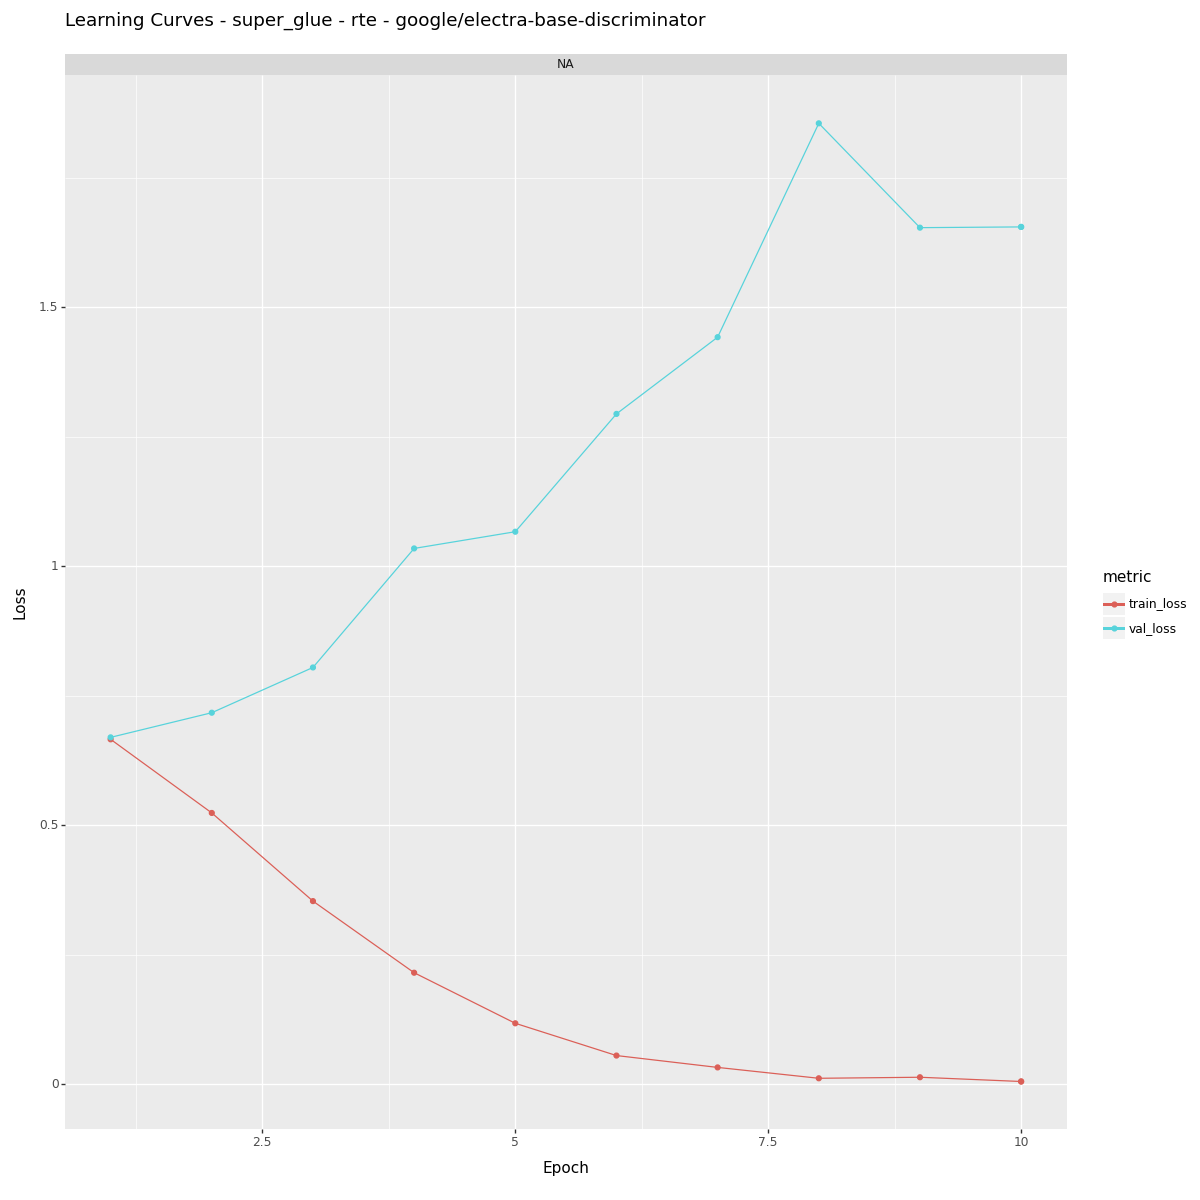 Learning Curves - super_glue - rte - google/electra-base-discriminator
NA
1.5
1
0.5
0
Loss
2.5
5
7.5
10
Epoch
metric
train_loss
val_loss